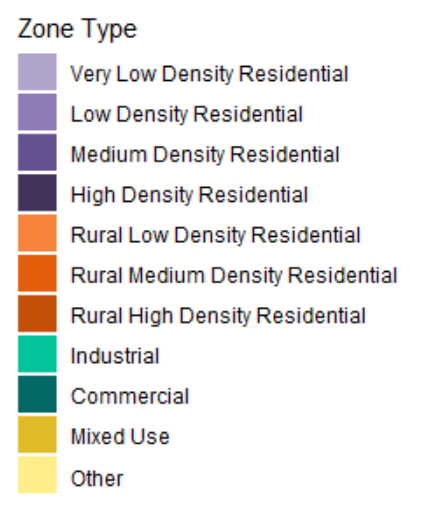 Zone Type
Very Low Density Residential
Low Density Residential
Medium Density Residential
High Density Residential
Rural Low Density Residential
Rural Medium Density Residential
Rural High Density Residential
Industrial
Commercial
Mixed Use
Other